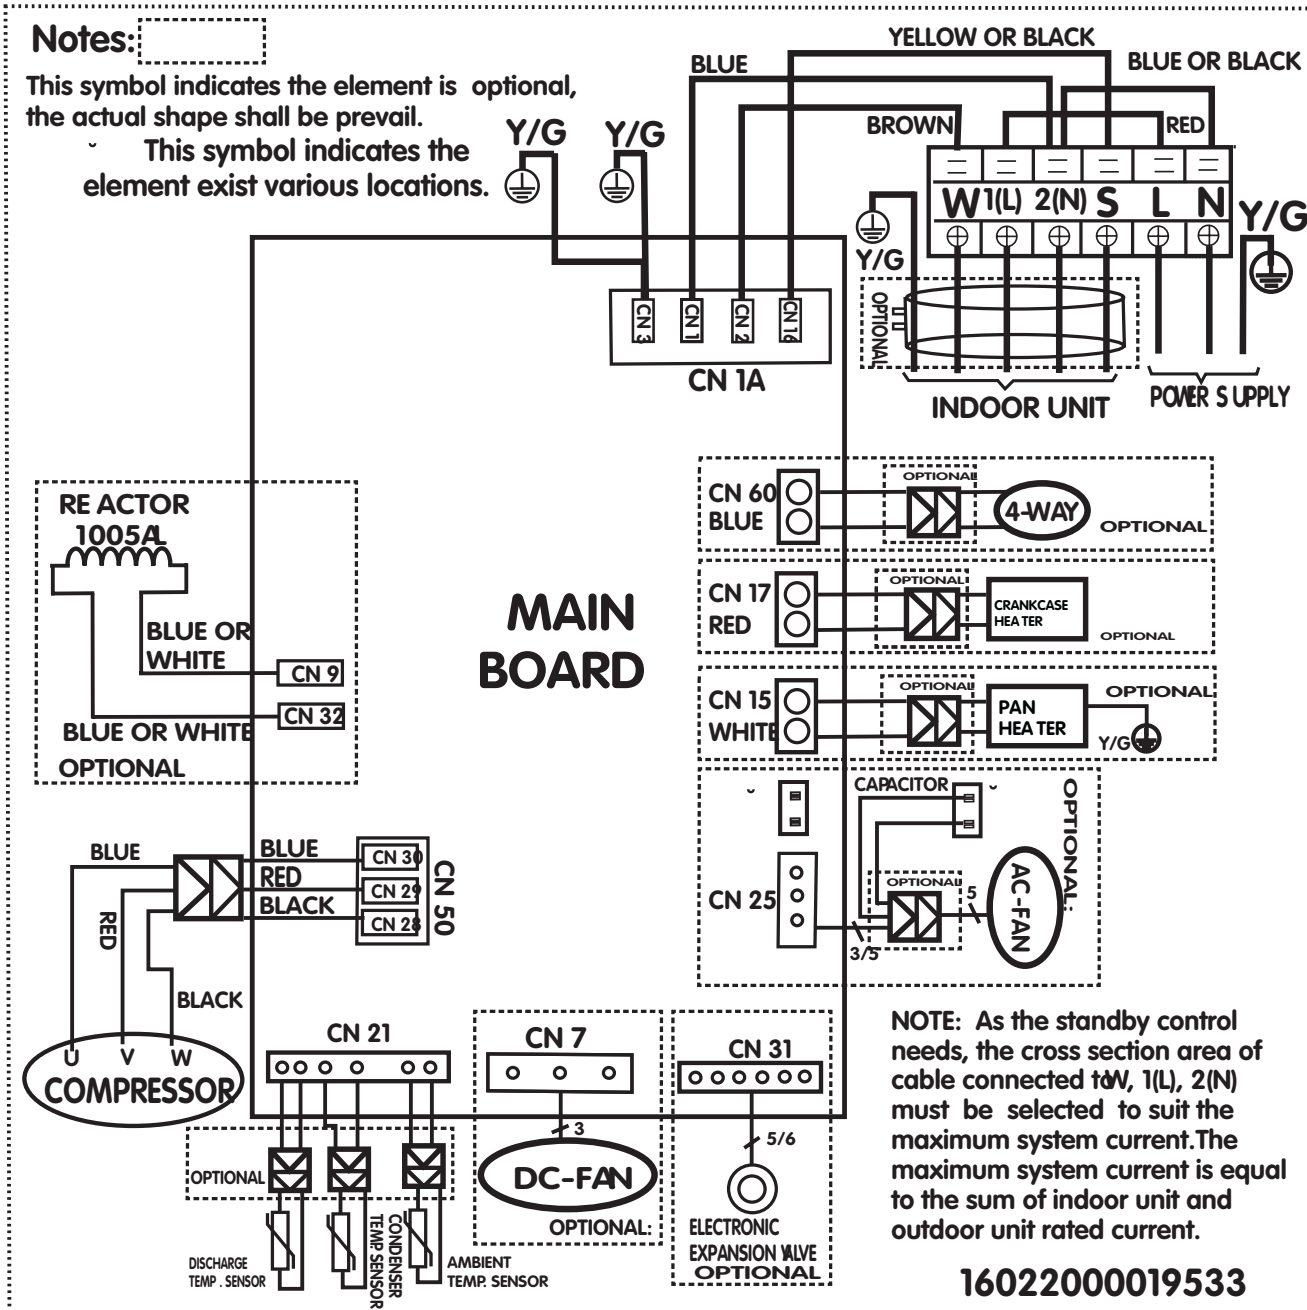 Notes:
This symbol indicates the element is optional,
the actual shape shall be prevail.
˘ This symbol indicates the
element exist various locations.
Y/G
Y/G
BLUE
YELLOW OR BLACK
BLUE OR BLACK
BROWN
RED
W 1(L) 2(N) S L N
Y/G
Y/G
OPTIONAL
INDOOR UNIT
POWER SUPPLY
CN 3
CN 1
CN 2
CN 16
CN 1A
RE ACTOR
1005AL
BLUE OR
WHITE
CN 9
CN 32
BLUE OR WHITE
OPTIONAL
MAIN
BOARD
CN 60
BLUE
OPTIONAL
4-WAY
OPTIONAL
CN 17
RED
OPTIONAL
CRANKCASE
HEATER
OPTIONAL
CN 15
WHITE
OPTIONAL
PAN
HEATER
OPTIONAL
Y/G
˘
CAPACITOR
˘
OPTIONAL:
CN 25
OPTIONAL
3/5
5
AC-FAN
BLUE
RED
BLACK
BLUE
RED
BLACK
CN 30
CN 29
CN 28
CN 50
U V W
COMPRESSOR
CN 21
OPTIONAL
DISCHARGE
TEMP. SENSOR
CONDENSER
TEMP. SENSOR
AMBIENT
TEMP. SENSOR
CN 7
3
DC-FAN
OPTIONAL:
CN 31
5/6
ELECTRONIC
EXPANSION VALVE
OPTIONAL
NOTE: As the standby control
needs, the cross section area of
cable connected to W, 1(L), 2(N)
must be selected to suit the
maximum system current.The
maximum system current is equal
to the sum of indoor unit and
outdoor unit rated current.
16022000019533